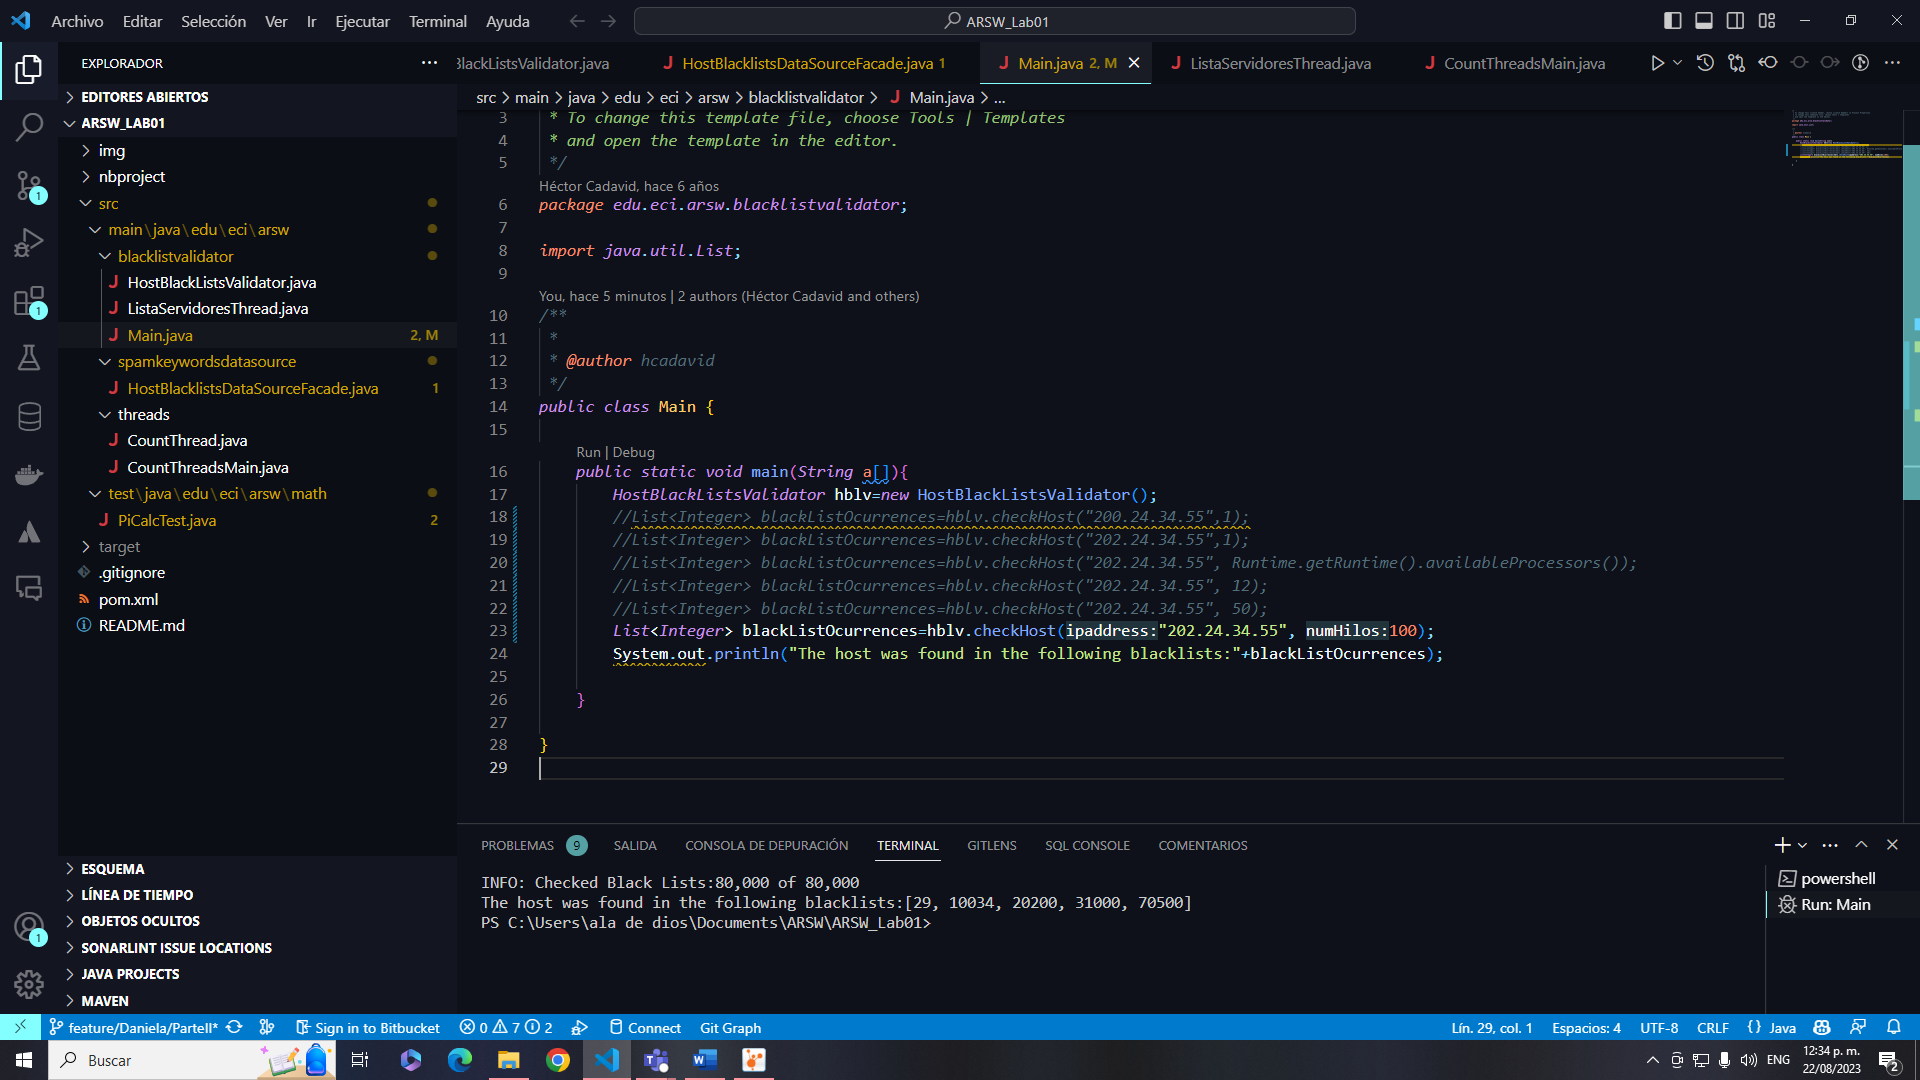 Archivo Editar Selección Ver Ir Ejecutar Terminal Ayuda ARSW_Lab01
EXPLORADOR
EDITORES ABIERTOS
ARSW_LAB01
img
nbproject
src
main\java\edu\eci\arsw
blacklistvalidator
HostBlackListsValidator.java
ListaServidoresThread.java
Main.java 2, M
spamkeywordsdatasource
HostBlacklistsDataSourceFacade.java 1
threads
CountThread.java
CountThreadsMain.java
test\java\edu\eci\arsw\math
PiCalcTest.java 2
target
.gitignore
pom.xml
README.md
ESQUEMA
LÍNEA DE TIEMPO
OBJETOS OCULTOS
SONARLINT ISSUE LOCATIONS
JAVA PROJECTS
MAVEN
1
1
1
BlackListsValidator.java HostBlacklistsDataSourceFacade.java 1 Main.java 2, M ListaServidoresThread.java CountThreadsMain.java
src > main > java > edu > eci > arsw > blacklistvalidator > Main.java > ...
3 * To change this template file, choose Tools | Templates
4 * and open the template in the editor.
5 */
Héctor Cadavid, hace 6 años
6 package edu.eci.arsw.blacklistvalidator;
7
8 import java.util.List;
9
You, hace 5 minutos | 2 authors (Héctor Cadavid and others)
10 /**
11 *
12 * @author hcadavid
13 */
14 public class Main {
15
Run | Debug
16 public static void main(String a[]){
17 HostBlackListsValidator hblv=new HostBlackListsValidator();
18 //List<Integer> blackListOcurrences=hblv.checkHost("200.24.34.55",1);
19 //List<Integer> blackListOcurrences=hblv.checkHost("202.24.34.55",1);
20 //List<Integer> blackListOcurrences=hblv.checkHost("202.24.34.55", Runtime.getRuntime().availableProcessors());
21 //List<Integer> blackListOcurrences=hblv.checkHost("202.24.34.55", 12);
22 //List<Integer> blackListOcurrences=hblv.checkHost("202.24.34.55", 50);
23 List<Integer> blackListOcurrences=hblv.checkHost(ipaddress:"202.24.34.55", numHilos:100);
24 System.out.println("The host was found in the following blacklists:"+blackListOcurrences);
25
26 }
27
28 }
29
PROBLEMAS 9 SALIDA CONSOLA DE DEPURACIÓN TERMINAL GITLENS SQL CONSOLE COMENTARIOS
INFO: Checked Black Lists:80,000 of 80,000
The host was found in the following blacklists:[29, 10034, 20200, 31000, 70500]
PS C:\Users\ala de dios\Documents\ARSW\ARSW_Lab01>
powershell
Run: Main
feature/Daniela/PartelI* Sign in to Bitbucket 0 7 2 Connect Git Graph Lín. 29, col. 1 Espacios: 4 UTF-8 CRLF {} Java
Buscar ENG 12:34 p. m.
22/08/2023 2